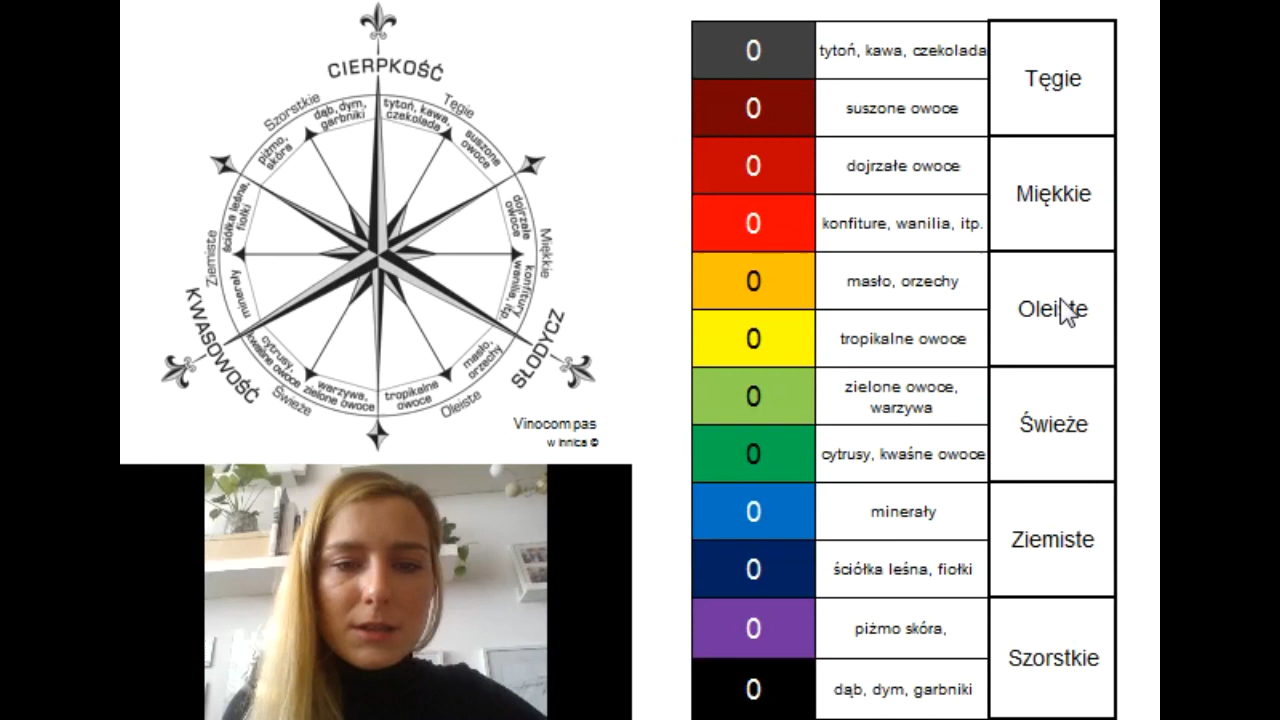 CIERPKOŚĆ
Szorstkie
Tęgie
dąb, dym,
garbniki
tytoń, kawa,
czekolada
piżmo,
skóra
suszone
owoce
ściółka leśna,
fiołki
dojrzałe
owoce
Ziemiste
Miękkie
minerały
konfitury
wanilia, itp.
KWASOWOŚĆ
SŁODYCZ
cytrusy,
kwaśne owoce
masło,
orzechy
warzywa,
zielone owoce
tropikalne
owoce
Świeże
Oleiste
Vinocompas
winnica ©
0 tytoń, kawa, czekolada
Tęgie
0 suszone owoce
0 dojrzałe owoce
Miękkie
0 konfiture, wanilia, itp.
0 masło, orzechy
Oleiste
0 tropikalne owoce
0 zielone owoce,
warzywa
Świeże
0 cytrusy, kwaśne owoce
0 minerały
Ziemiste
0 ściółka leśna, fiołki
0 piżmo skóra,
Szorstkie
0 dąb, dym, garbniki